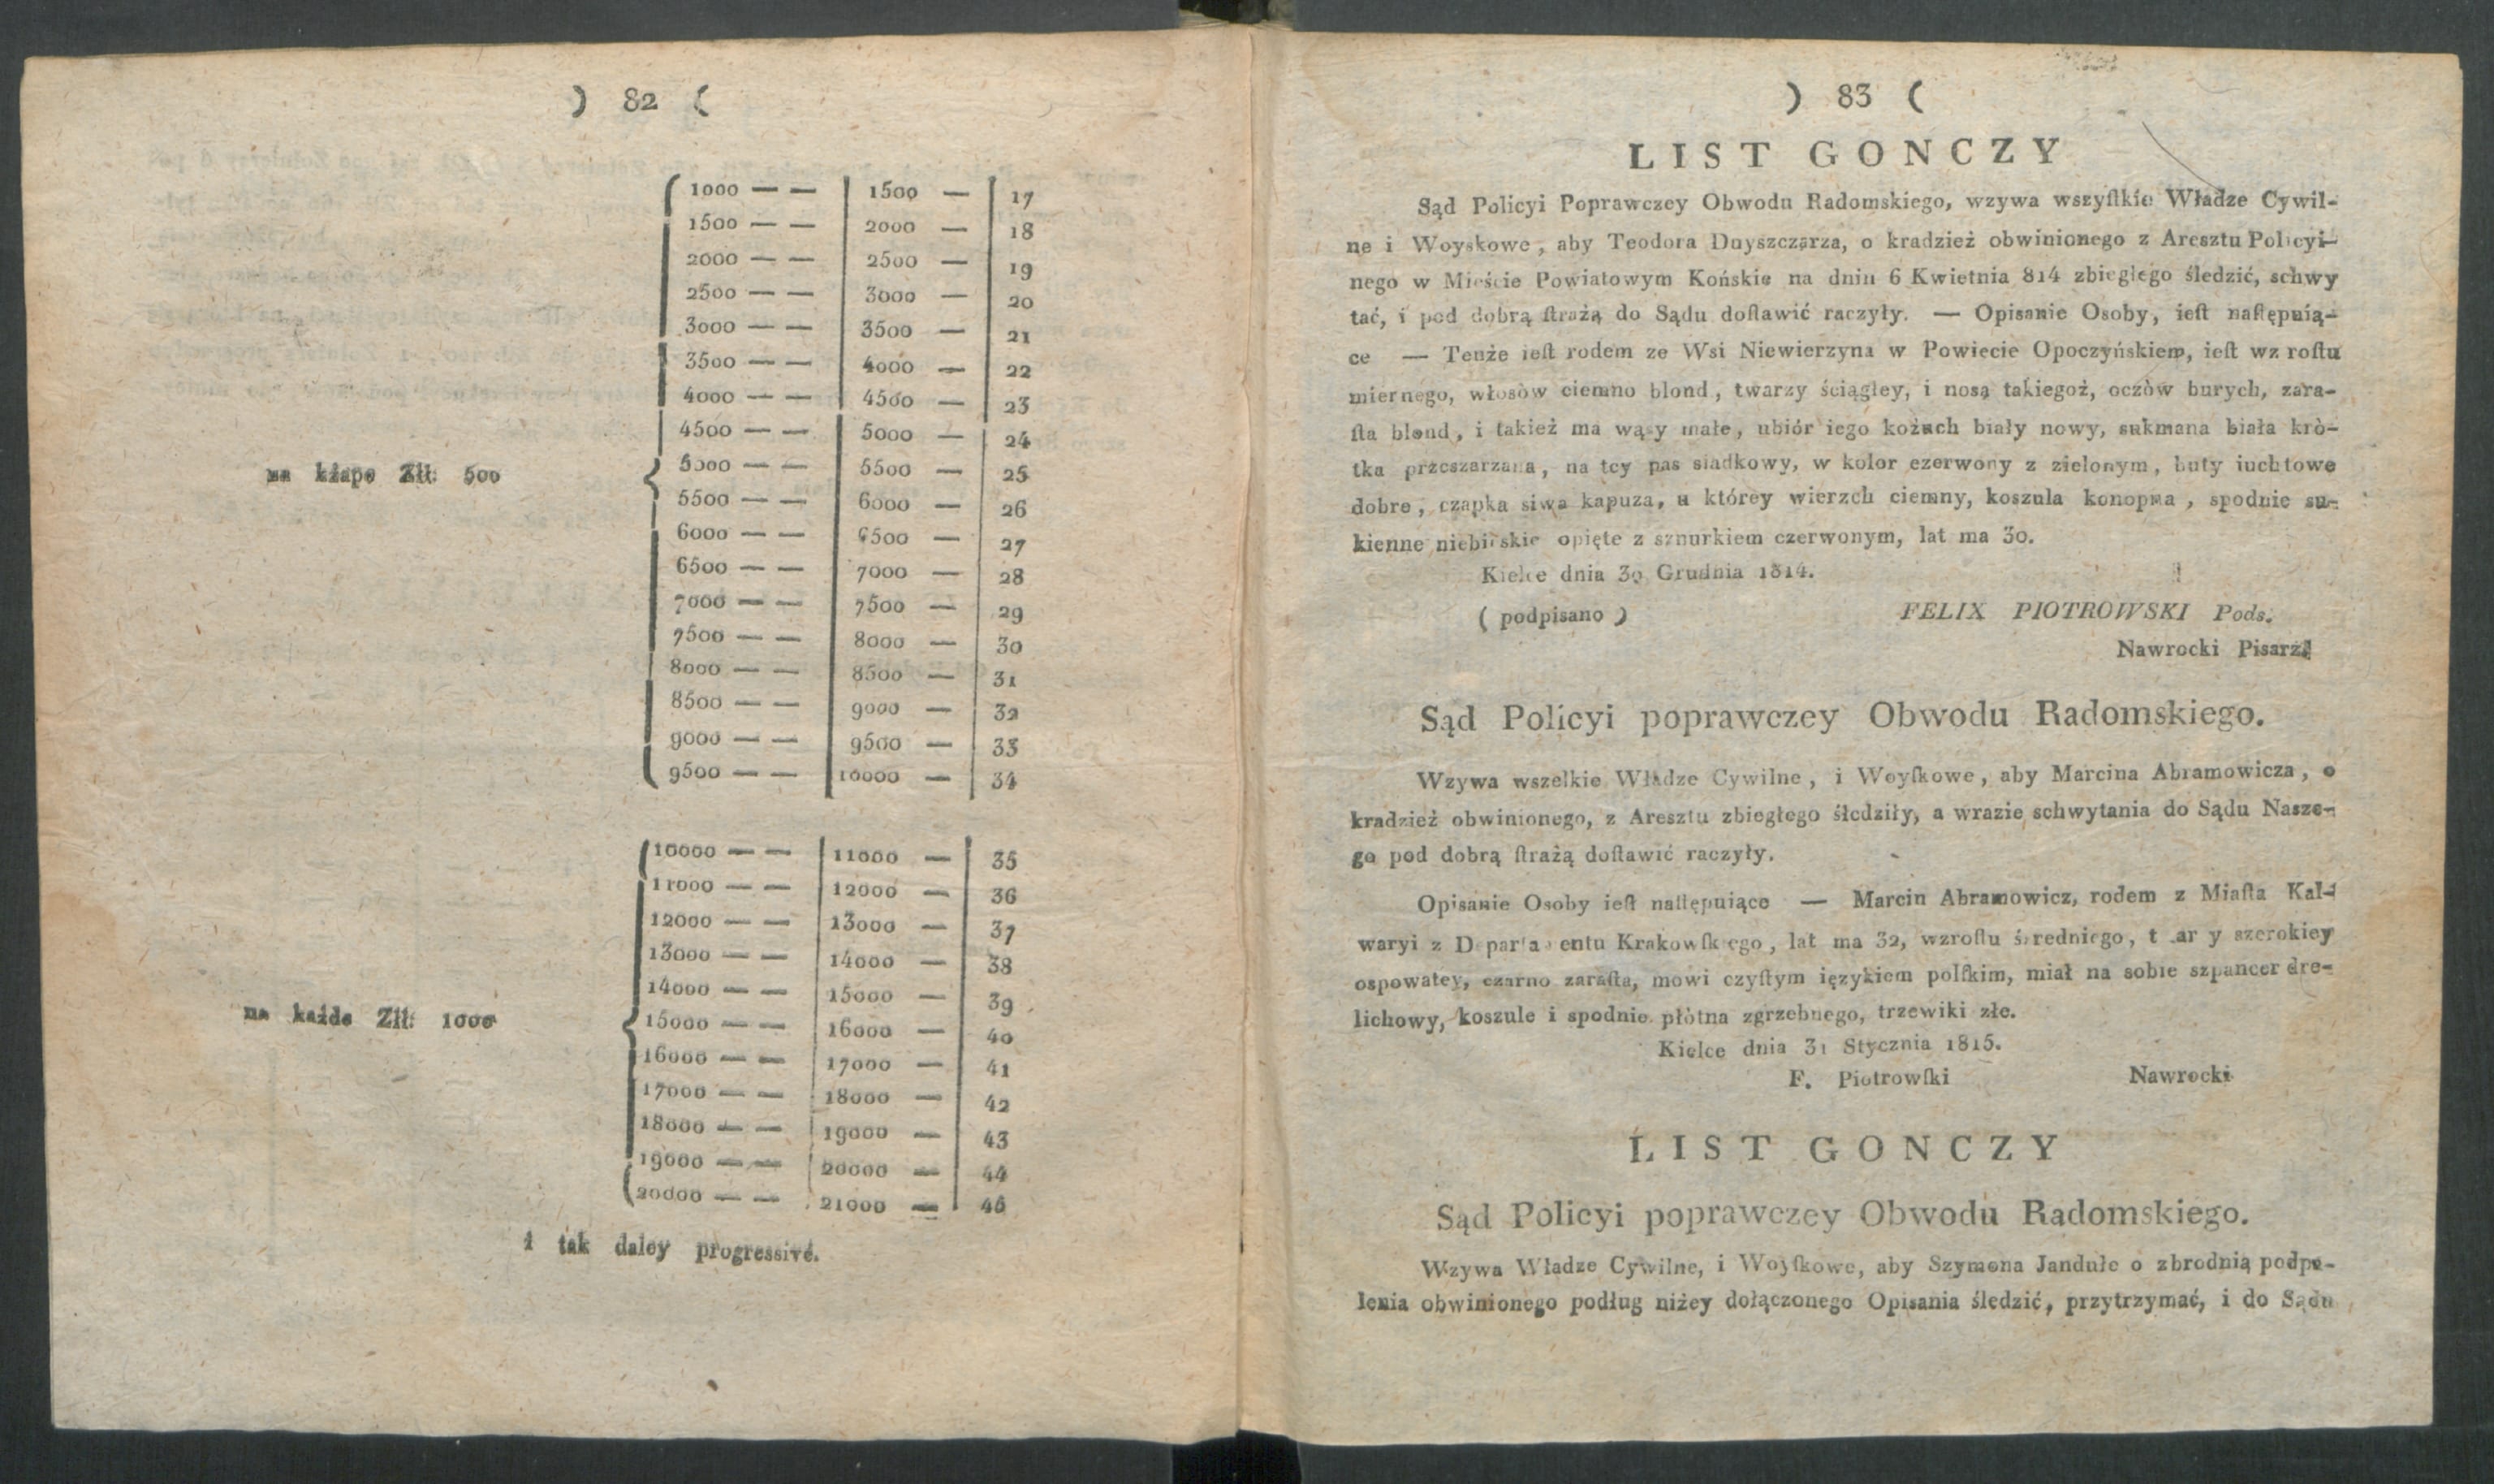 ) 82 (
1000 — — 1500 — 17
1500 — — 2000 — 18
2000 — — 2500 — 19
2500 — — 3000 — 20
3000 — — 3500 — 21
3500 — — 4000 — 22
4000 — — 4500 — 23
4500 — — 5000 — 24
5000 — — 5500 — 25
na każde Złt: 500
5500 — — 6000 — 26
6000 — — 6500 — 27
6500 — — 7000 — 28
7000 — — 7500 — 29
7500 — — 8000 — 30
8000 — — 8500 — 31
8500 — — 9000 — 32
9000 — — 9500 — 33
9500 — — 10000 — 34
10000 — — 11000 — 35
11000 — — 12000 — 36
12000 — — 13000 — 37
13000 — — 14000 — 38
14000 — — 15000 — 39
na każde Złt: 1000
15000 — — 16000 — 40
16000 — — 17000 — 41
17000 — — 18000 — 42
18000 — — 19000 — 43
19000 — — 20000 — 44
20000 — — 21000 — 46
i tak daley progressivé.
) 83 (
LIST GONCZY
Sąd Policyi Poprawczey Obwodu Radomskiego, wzywa wszyſtkie Władze Cywil-
ne i Woyskowe, aby Teodora Duyszczarza, o kradzież obwinionego z Aresztu Policyi-
nego w Mieście Powiatowym Końskie na dniu 6 Kwietnia 814 zbiegłego śledzić, schwy
tać, i pod dobrą ſtrażą do Sądu doſtawić raczyły. — Opisanie Osoby, ieſt naſtępuią-
ce — Tenże ieſt rodem ze Wsi Niewierzyna w Powiecie Opoczyńskiem, ieſt wz roſtu
miernego, włosòw ciemno blond, twarzy ściągley, i nosa takiegoż, oczòw burych, zara-
ſta blond, i takież ma wąsy małe, ubiór iego kożuch biały nowy, sukmana biała krò-
tka przeszarzana, na tey pas siadkowy, w kolor czerwony z zielonym, buty iuchtowe
dobre, czapka siwa kapuza, u którey wierzch ciemny, koszula konopna, spodnie su-
kienne niebieskie opięte z sznurkiem czerwonym, lat ma 30.
Kielce dnia 30 Grudnia 1814.
( podpisano ) FELIX PIOTROWSKI Pods.
Nawrocki Pisarz
Sąd Policyi poprawczey Obwodu Radomskiego.
Wzywa wszelkie Władze Cywilne, i Woyſkowe, aby Marcina Abramowicza, o
kradzież obwinionego, z Aresztu zbiegłego śledziły, a wrazie schwytania do Sądu Nasze-
go pod dobrą ſtrażą doſtawić raczyły.
Opisanie Osoby ieſt naſtępuiące — Marcin Abramowicz, rodem z Miaſta Kal-
waryi z Departamentu Krakowſkiego, lat ma 32, wzroſtu średniego, t ar y szerokiey
ospowatey, czarno zaraſta, mowi czyſtym ięzykiem polſkim, miał na sobie szpancer dre-
lichowy, koszule i spodnie płótna zgrzebnego, trzewiki złe.
Kielce dnia 31 Stycznia 1815.
F. Piotrowſki Nawrocki
LIST GONCZY
Sąd Policyi poprawczey Obwodu Radomskiego.
Wzywa Władze Cywilne, i Woyſkowe, aby Szymona Jandułe o zbrodnią podpa-
lenia obwinionego podług niżey dołączonego Opisania śledzić, przytrzymać, i do Sądu